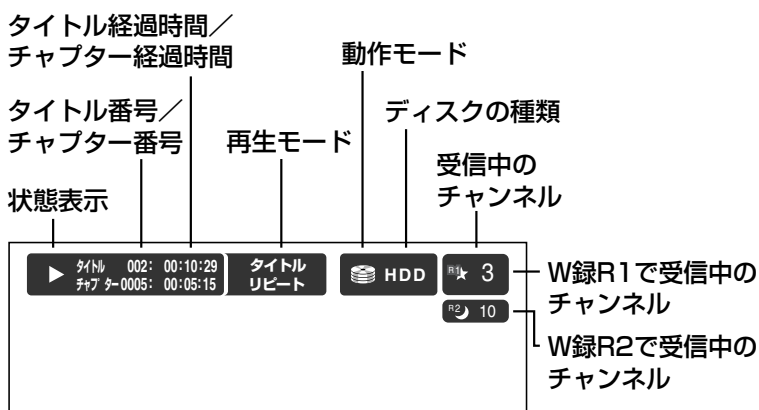 タイトル経過時間／
チャプター経過時間
動作モード
タイトル番号／
チャプター番号
再生モード
ディスクの種類
受信中の
チャンネル
状態表示
ﾀｲﾄﾙ 002: 00:10:29
ﾁｬﾌﾟﾀｰ0005: 00:05:15
タイトル
リピート
HDD
R1 3
R2 10
W録R1で受信中の
チャンネル
W録R2で受信中の
チャンネル